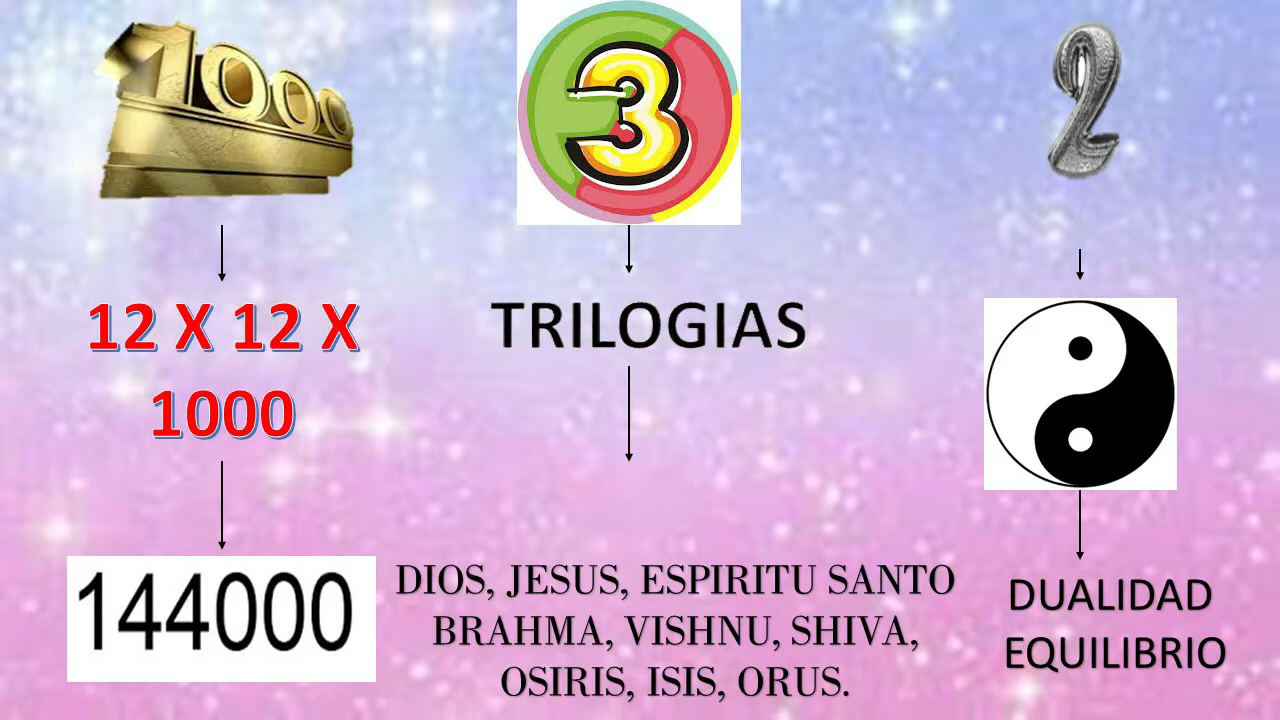 1000
3
2
12 X 12 X
1000
TRILOGIAS
144000
DIOS, JESUS, ESPIRITU SANTO
BRAHMA, VISHNU, SHIVA,
OSIRIS, ISIS, ORUS.
DUALIDAD
EQUILIBRIO